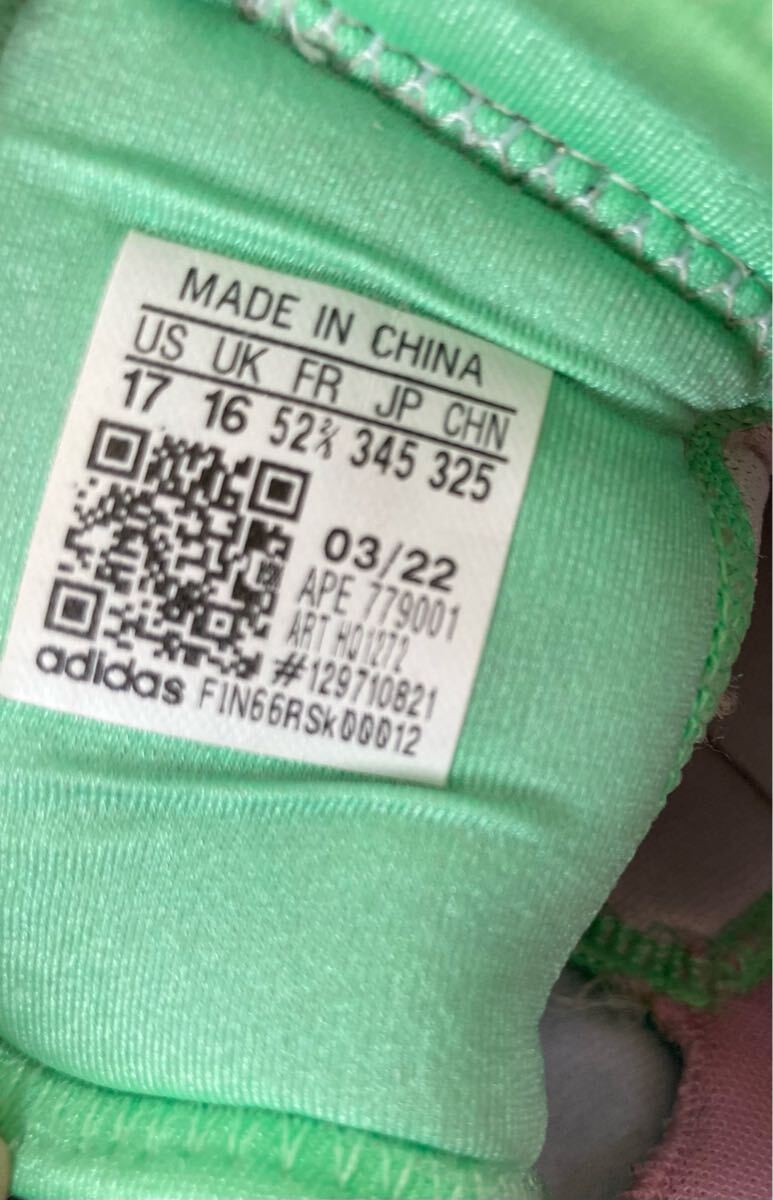 MADE IN CHINA
US UK FR JP CHN
17 16 52⅔ 345 325
03/22
APE 779001
ART HQ1272
#129710821
adidas FIN66RSk00012